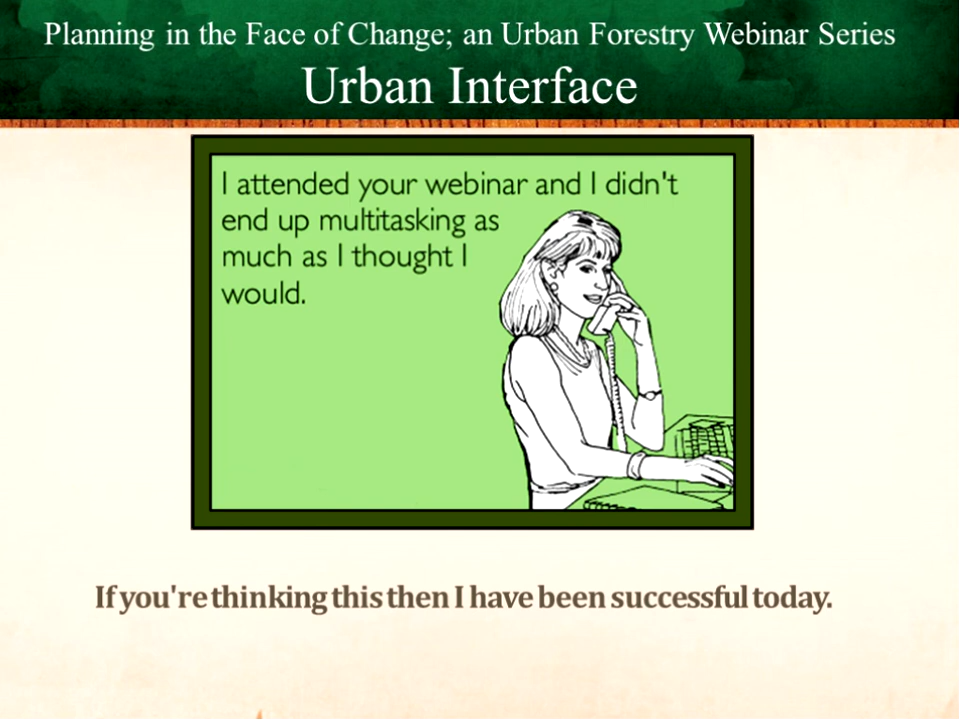 Planning in the Face of Change; an Urban Forestry Webinar Series
Urban Interface
I attended your webinar and I didn't
end up multitasking as
much as I thought I
would.
If you're thinking this then I have been successful today.